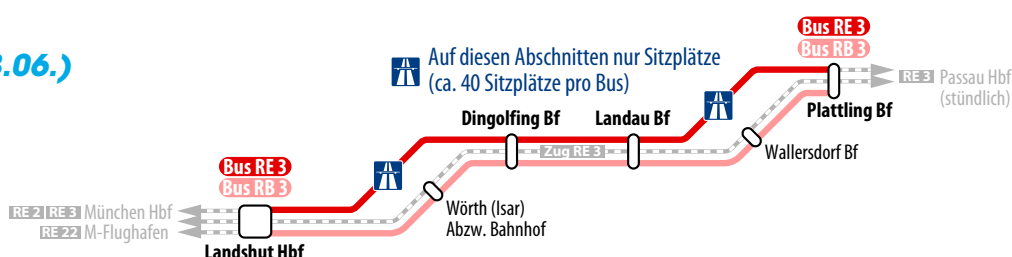 .06.)
Bus RE 3
Bus RB 3
Auf diesen Abschnitten nur Sitzplätze
(ca. 40 Sitzplätze pro Bus)
RE 3 Passau Hbf
(stündlich)
Plattling Bf
Dingolfing Bf
Landau Bf
Zug RE 3
Wallersdorf Bf
Bus RE 3
Bus RB 3
Wörth (Isar)
Abzw. Bahnhof
RE 2 RE 3 München Hbf
RE 22 M-Flughafen
Landshut Hbf